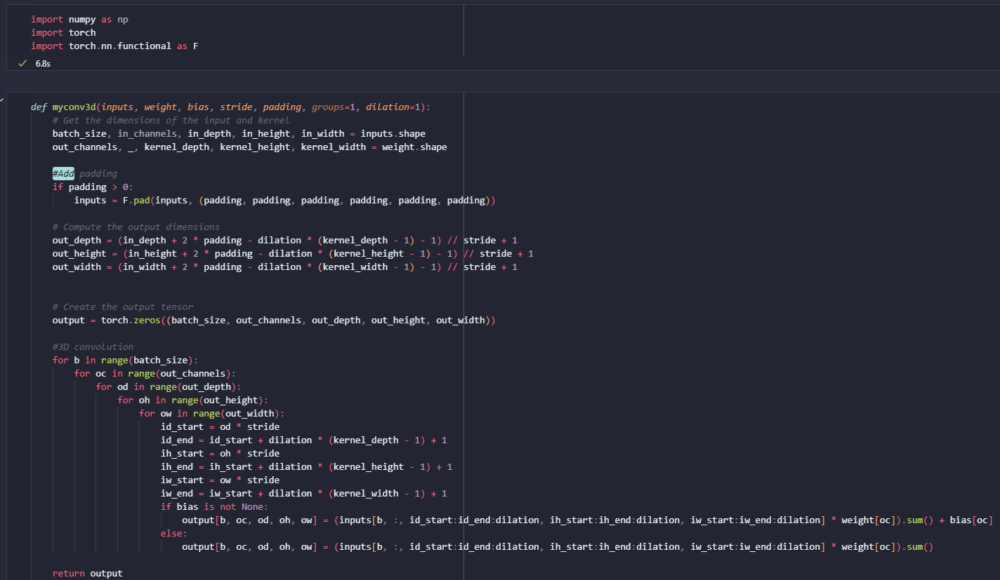 import numpy as np
import torch
import torch.nn.functional as F
6.8s
def myconv3d(inputs, weight, bias, stride, padding, groups=1, dilation=1):
# Get the dimensions of the input and kernel
batch_size, in_channels, in_depth, in_height, in_width = inputs.shape
out_channels, _, kernel_depth, kernel_height, kernel_width = weight.shape
#Add padding
if padding > 0:
inputs = F.pad(inputs, (padding, padding, padding, padding, padding, padding))
# Compute the output dimensions
out_depth = (in_depth + 2 * padding - dilation * (kernel_depth - 1) - 1) // stride + 1
out_height = (in_height + 2 * padding - dilation * (kernel_height - 1) - 1) // stride + 1
out_width = (in_width + 2 * padding - dilation * (kernel_width - 1) - 1) // stride + 1
# Create the output tensor
output = torch.zeros((batch_size, out_channels, out_depth, out_height, out_width))
#3D convolution
for b in range(batch_size):
for oc in range(out_channels):
for od in range(out_depth):
for oh in range(out_height):
for ow in range(out_width):
id_start = od * stride
id_end = id_start + dilation * (kernel_depth - 1) + 1
ih_start = oh * stride
ih_end = ih_start + dilation * (kernel_height - 1) + 1
iw_start = ow * stride
iw_end = iw_start + dilation * (kernel_width - 1) + 1
if bias is not None:
output[b, oc, od, oh, ow] = (inputs[b, :, id_start:id_end:dilation, ih_start:ih_end:dilation, iw_start:iw_end:dilation] * weight[oc]).sum() + bias[oc]
else:
output[b, oc, od, oh, ow] = (inputs[b, :, id_start:id_end:dilation, ih_start:ih_end:dilation, iw_start:iw_end:dilation] * weight[oc]).sum()
return output